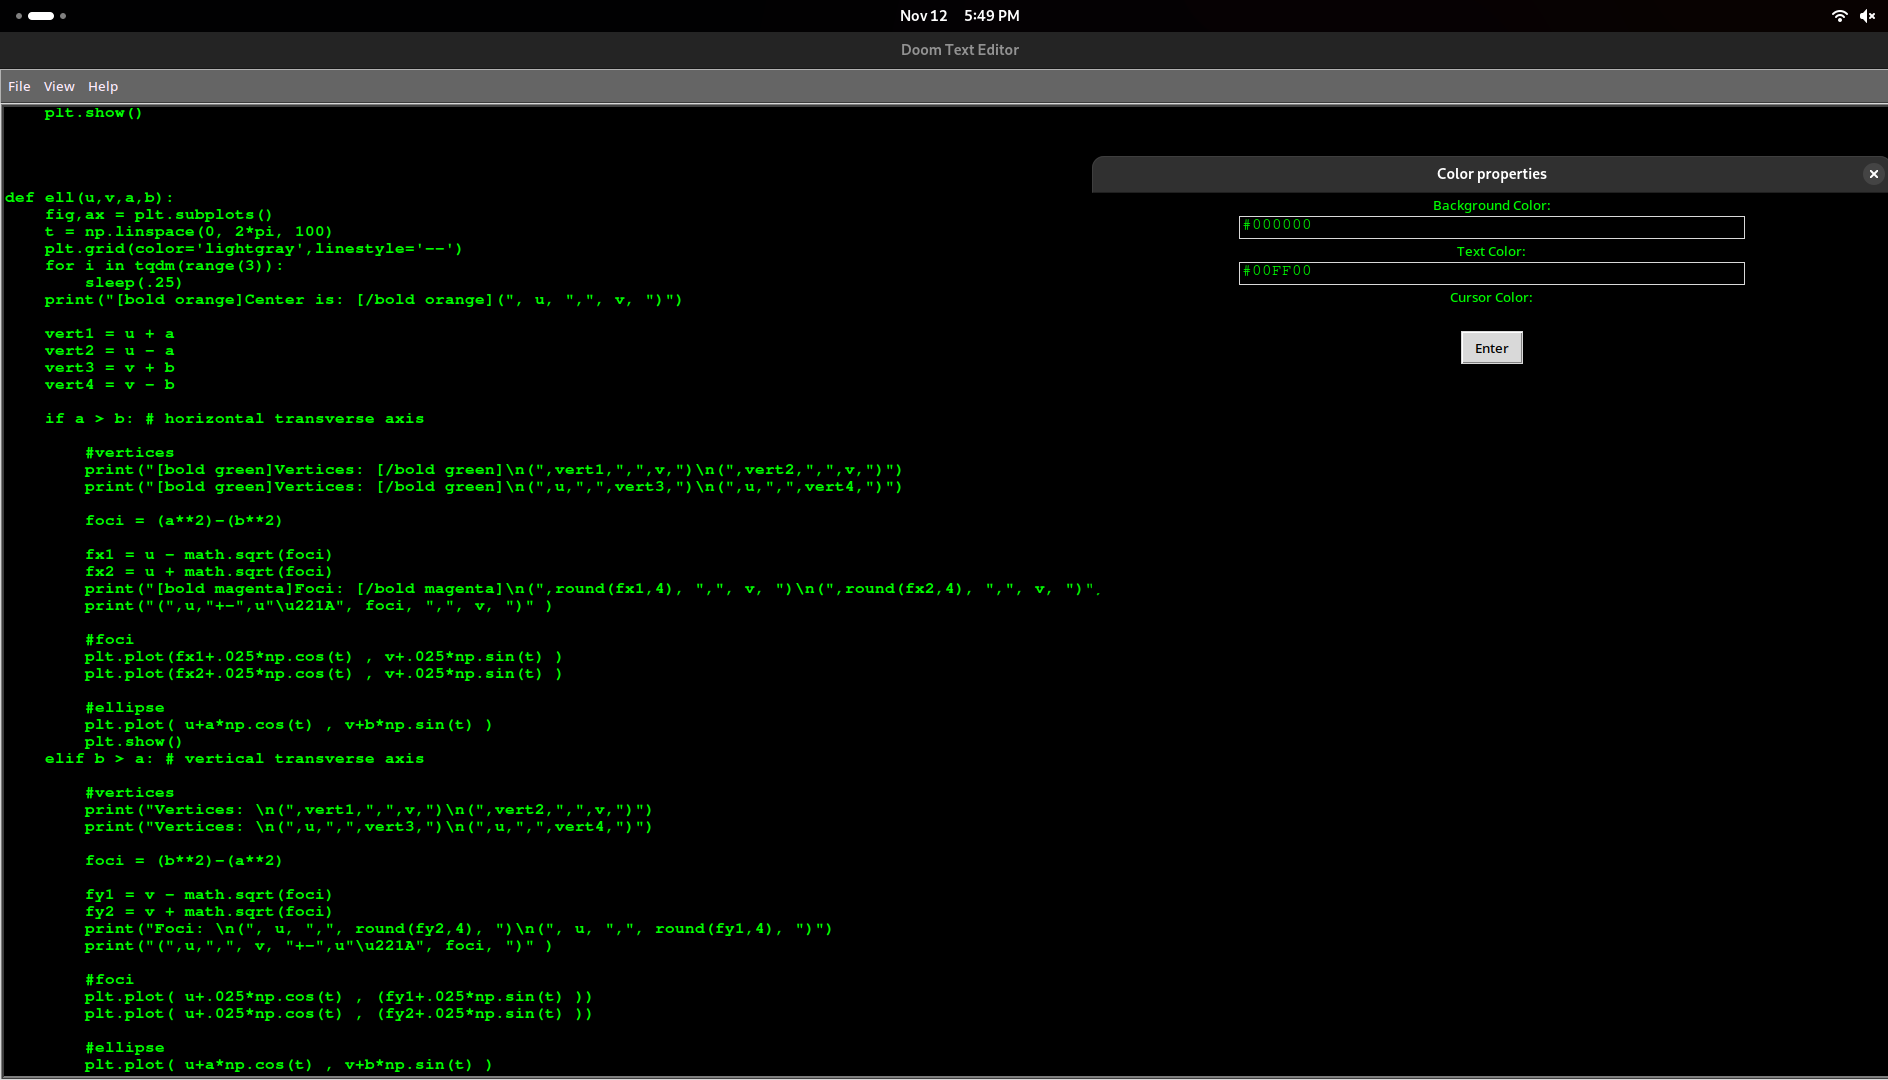 Nov 12 5:49 PM
Doom Text Editor
File View Help
    plt.show()
def ell(u,v,a,b):
    fig,ax = plt.subplots()
    t = np.linspace(0, 2*pi, 100)
    plt.grid(color='lightgray',linestyle='--')
    for i in tqdm(range(3)):
        sleep(.25)
    print("[bold orange]Center is: [/bold orange](", u, ",", v, ")")
    vert1 = u + a
    vert2 = u - a
    vert3 = v + b
    vert4 = v - b
    if a > b: # horizontal transverse axis
        #vertices
        print("[bold green]Vertices: [/bold green]\n(",vert1,",",v,")\n(",vert2,",",v,")")
        print("[bold green]Vertices: [/bold green]\n(",u,",",vert3,")\n(",u,",",vert4,")")
        foci = (a**2)-(b**2)
        fx1 = u - math.sqrt(foci)
        fx2 = u + math.sqrt(foci)
        print("[bold magenta]Foci: [/bold magenta]\n(",round(fx1,4), ",", v, ")\n(",round(fx2,4), ",", v, ")"
        print("(",u,"+-",u"\u221A", foci, ",", v, ")" )
        #foci
        plt.plot(fx1+.025*np.cos(t) , v+.025*np.sin(t) )
        plt.plot(fx2+.025*np.cos(t) , v+.025*np.sin(t) )
        #ellipse
        plt.plot( u+a*np.cos(t) , v+b*np.sin(t) )
        plt.show()
    elif b > a: # vertical transverse axis
        #vertices
        print("Vertices: \n(",vert1,",",v,")\n(",vert2,",",v,")")
        print("Vertices: \n(",u,",",vert3,")\n(",u,",",vert4,")")
        foci = (b**2)-(a**2)
        fy1 = v - math.sqrt(foci)
        fy2 = v + math.sqrt(foci)
        print("Foci: \n(", u, ",", round(fy2,4), ")\n(", u, ",", round(fy1,4), ")")
        print("(",u,",", v, "+-",u"\u221A", foci, ")" )
        #foci
        plt.plot( u+.025*np.cos(t) , (fy1+.025*np.sin(t) ))
        plt.plot( u+.025*np.cos(t) , (fy2+.025*np.sin(t) ))
        #ellipse
        plt.plot( u+a*np.cos(t) , v+b*np.sin(t) )
Color properties
Background Color:
#000000
Text Color:
#00FF00
Cursor Color:
Enter